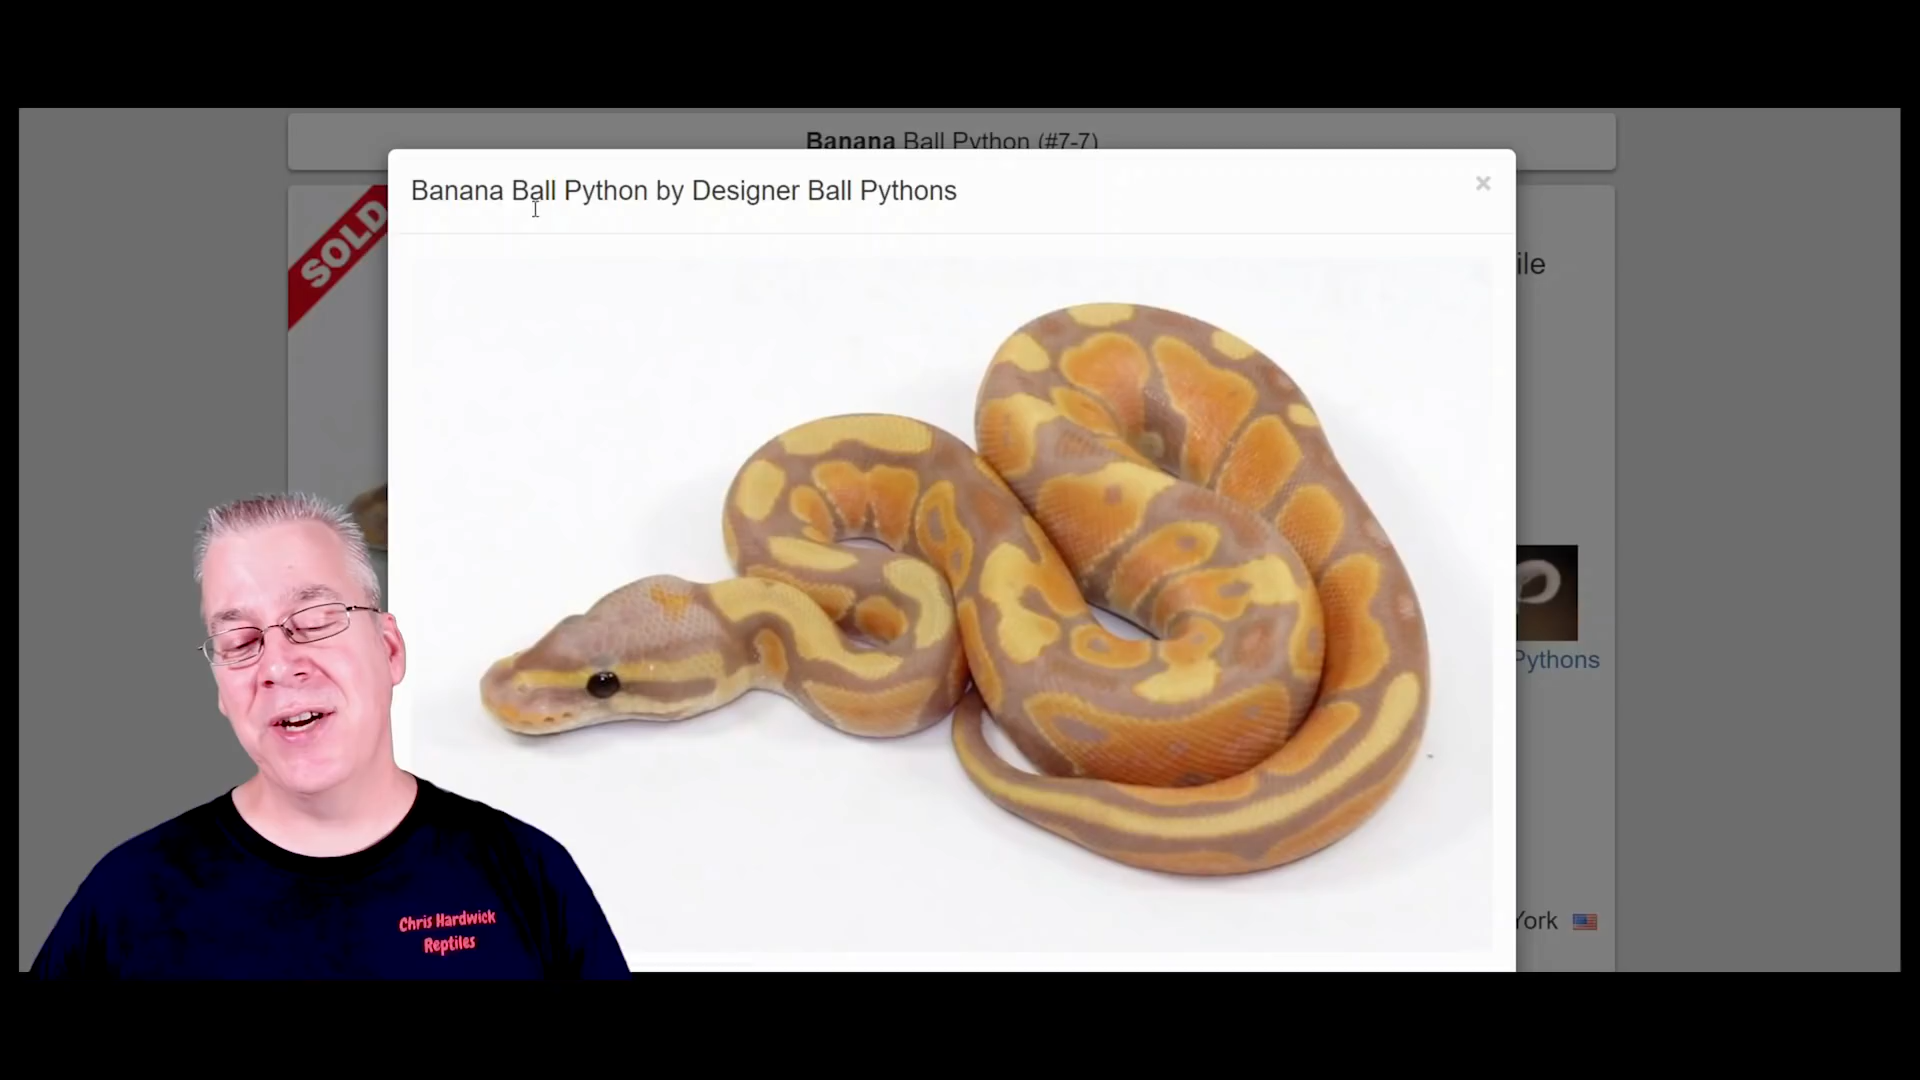 Banana Ball Python (#7-7)
Banana Ball Python by Designer Ball Pythons
×
SOLD
ile
Pythons
York
Chris Hardwick
Reptiles